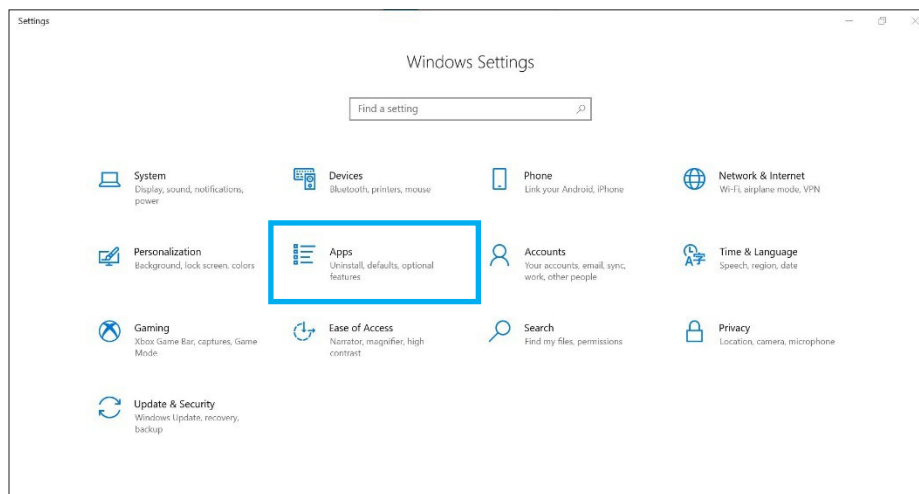 Settings
Windows Settings
Find a setting
System
Display, sound, notifications,
power
Devices
Bluetooth, printers, mouse
Phone
Link your Android, iPhone
Network & Internet
Wi-Fi, airplane mode, VPN
Personalization
Background, lock screen, colors
Apps
Uninstall, defaults, optional
features
Accounts
Your accounts, email, sync,
work, other people
Time & Language
Speech, region, date
Gaming
Xbox Game Bar, captures, Game
Mode
Ease of Access
Narrator, magnifier, high
contrast
Search
Find my files, permissions
Privacy
Location, camera, microphone
Update & Security
Windows Update, recovery,
backup